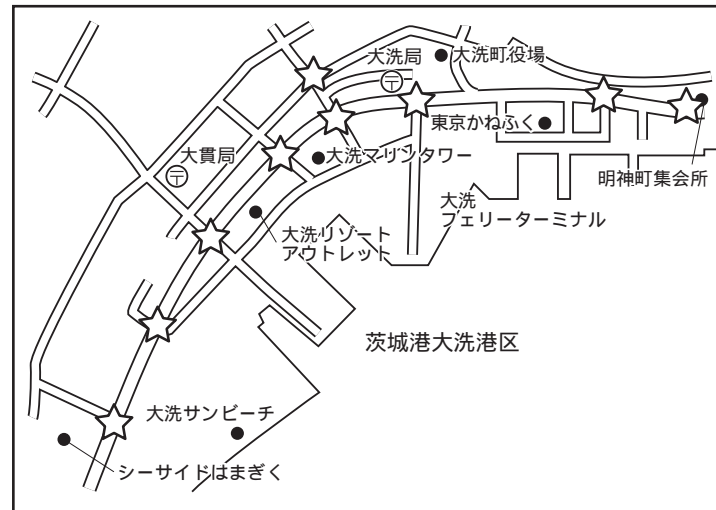 大洗局
大洗町役場
〒
東京かねふく
大貫局
〒
大洗マリンタワー
明神町集会所
大洗
フェリーターミナル
大洗リゾート
アウトレット
茨城港大洗港区
大洗サンビーチ
シーサイドはまぎく